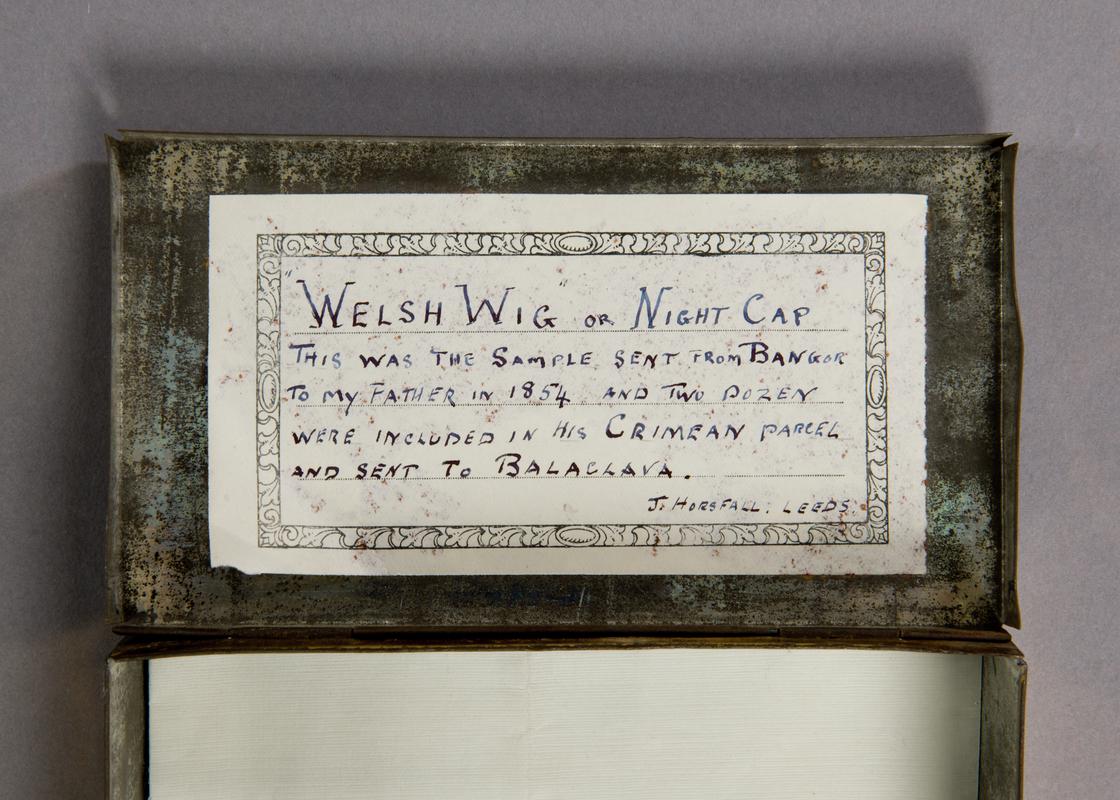 "WELSH WIG" OR NIGHT CAP
THIS WAS THE SAMPLE SENT FROM BANGOR
TO MY FATHER IN 1854 AND TWO DOZEN
WERE INCLUDED IN HIS CRIMEAN PARCEL
AND SENT TO BALACLAVA.
J. HORSFALL. LEEDS.